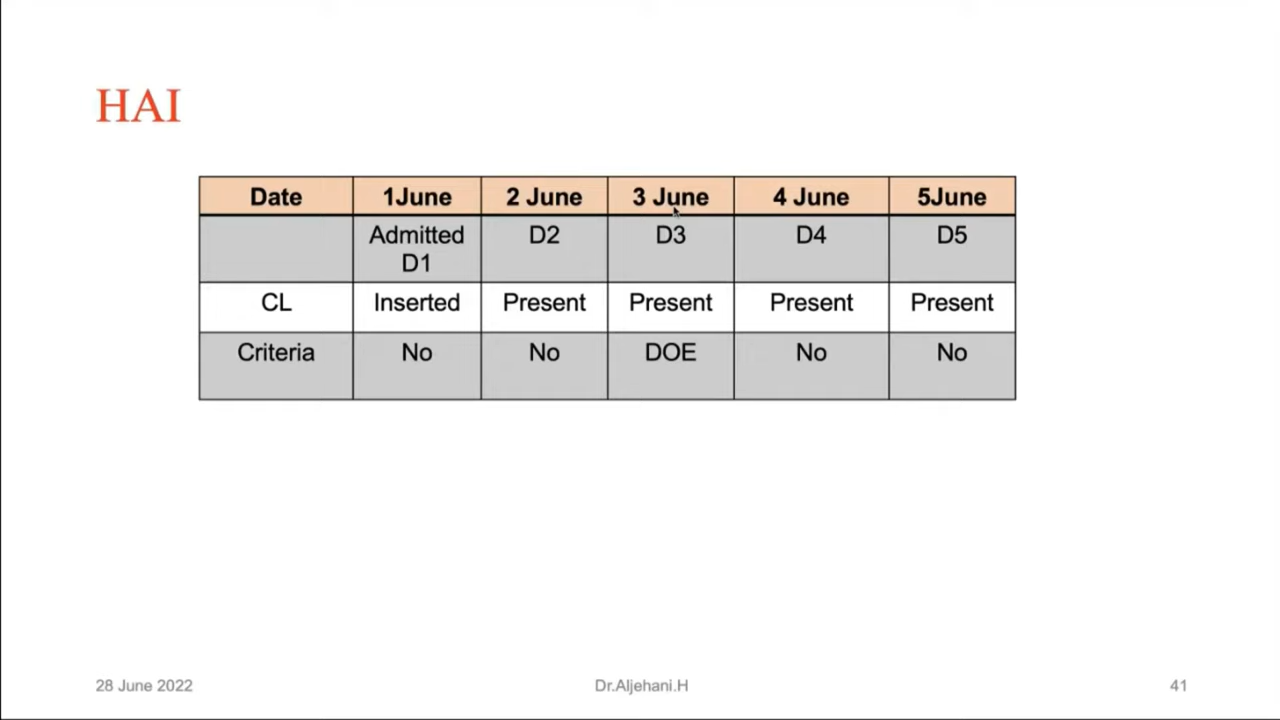 HAI
Date 1June 2 June 3 June 4 June 5June
Admitted D2 D3 D4 D5
D1
CL Inserted Present Present Present Present
Criteria No No DOE No No
28 June 2022 Dr.Aljehani.H 41